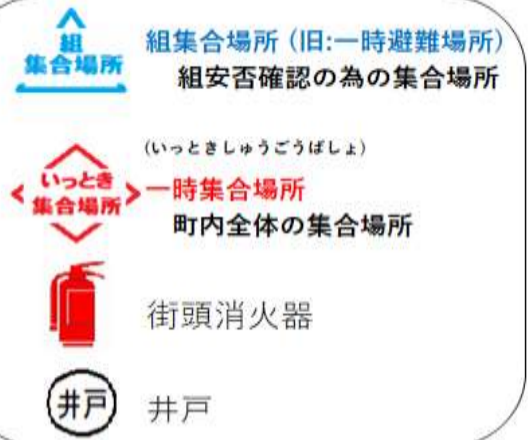 組
集合場所
組集合場所 (旧:一時避難場所)
組安否確認の為の集合場所
(いっときしゅうごうばしょ)
いっとき
集合場所
一時集合場所
町内全体の集合場所
街頭消火器
井戸
井戸